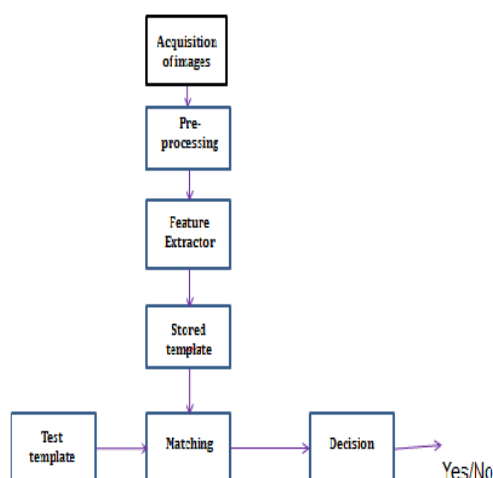 Acquisition
of images
Pre-
processing
Feature
Extractor
Stored
template
Test
template
Matching
Decision
Yes/No